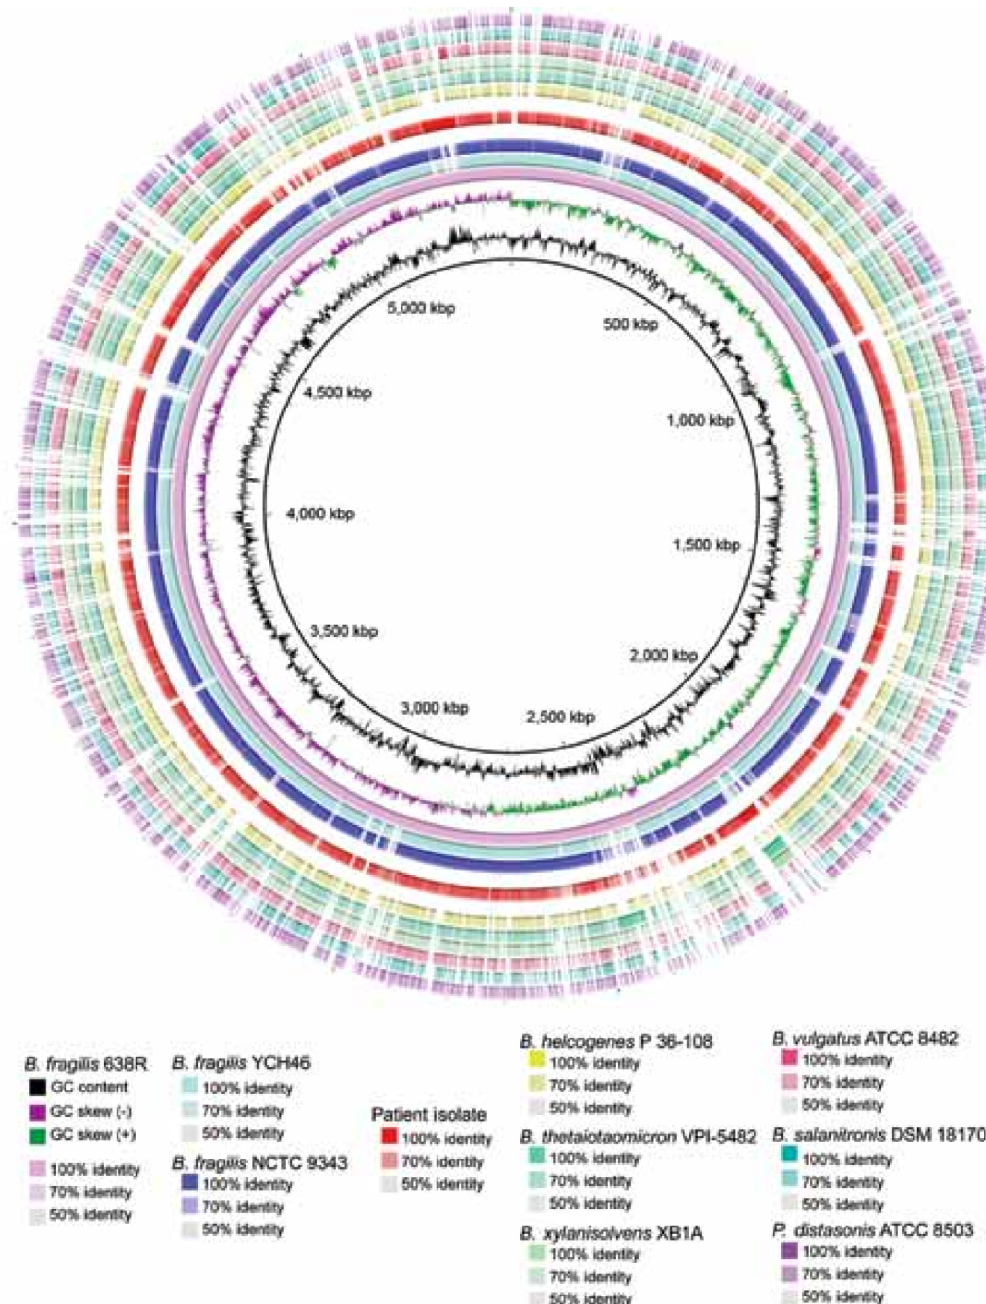 5,000 kbp
500 kbp
4,500 kbp
1,000 kbp
4,000 kbp
1,500 kbp
3,500 kbp
2,000 kbp
3,000 kbp
2,500 kbp
B. fragilis 638R
GC content
GC skew (-)
GC skew (+)
100% identity
70% identity
50% identity
B. fragilis YCH46
100% identity
70% identity
50% identity
B. fragilis NCTC 9343
100% identity
70% identity
50% identity
Patient isolate
100% identity
70% identity
50% identity
B. helcogenes P 36-108
100% identity
70% identity
50% identity
B. thetaiotaomicron VPI-5482
100% identity
70% identity
50% identity
B. xylanisolvens XB1A
100% identity
70% identity
50% identity
B. vulgatus ATCC 8482
100% identity
70% identity
50% identity
B. salanitronis DSM 18170
100% identity
70% identity
50% identity
P. distasonis ATCC 8503
100% identity
70% identity
50% identity